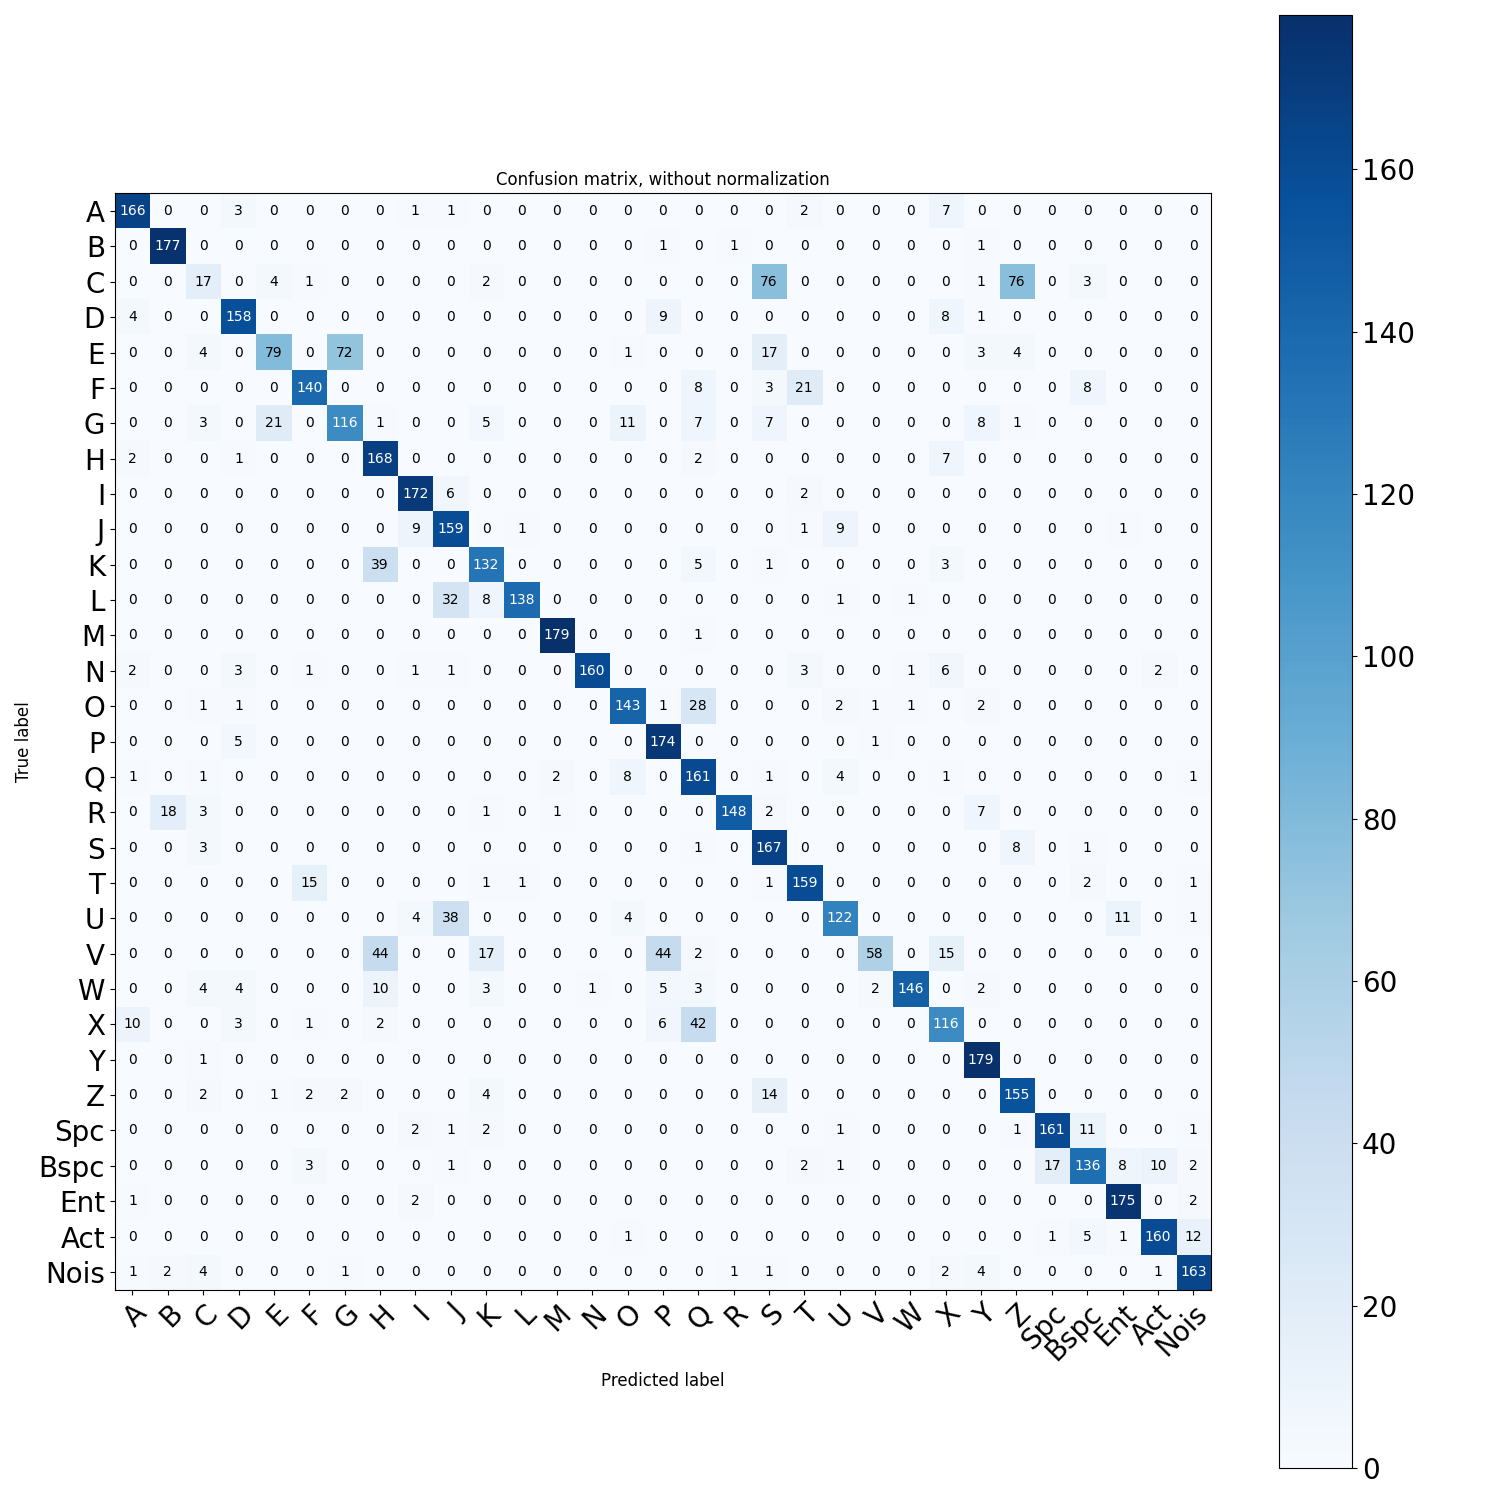 Confusion matrix, without normalization
A 166 0 0 3 0 0 0 0 1 1 0 0 0 0 0 0 0 0 0 2 0 0 0 7 0 0 0 0 0 0 0
B 0 177 0 0 0 0 0 0 0 0 0 0 0 0 0 1 0 1 0 0 0 0 0 0 1 0 0 0 0 0 0
C 0 0 17 0 4 1 0 0 0 0 2 0 0 0 0 0 0 0 76 0 0 0 0 0 1 76 0 3 0 0 0
D 4 0 0 158 0 0 0 0 0 0 0 0 0 0 0 9 0 0 0 0 0 0 0 8 1 0 0 0 0 0 0
E 0 0 4 0 79 0 72 0 0 0 0 0 0 0 1 0 0 0 17 0 0 0 0 0 3 4 0 0 0 0 0
F 0 0 0 0 0 140 0 0 0 0 0 0 0 0 0 0 8 0 3 21 0 0 0 0 0 0 0 8 0 0 0
G 0 0 3 0 21 0 116 1 0 0 5 0 0 0 11 0 7 0 7 0 0 0 0 0 8 1 0 0 0 0 0
H 2 0 0 1 0 0 0 168 0 0 0 0 0 0 0 0 2 0 0 0 0 0 0 7 0 0 0 0 0 0 0
I 0 0 0 0 0 0 0 0 172 6 0 0 0 0 0 0 0 0 0 2 0 0 0 0 0 0 0 0 0 0 0
J 0 0 0 0 0 0 0 0 9 159 0 1 0 0 0 0 0 0 0 1 9 0 0 0 0 0 0 0 1 0 0
K 0 0 0 0 0 0 0 39 0 0 132 0 0 0 0 0 5 0 1 0 0 0 0 3 0 0 0 0 0 0 0
L 0 0 0 0 0 0 0 0 0 32 8 138 0 0 0 0 0 0 0 0 1 0 1 0 0 0 0 0 0 0 0
M 0 0 0 0 0 0 0 0 0 0 0 0 179 0 0 0 1 0 0 0 0 0 0 0 0 0 0 0 0 0 0
N 2 0 0 3 0 1 0 0 1 1 0 0 0 160 0 0 0 0 0 3 0 0 1 6 0 0 0 0 0 2 0
O 0 0 1 1 0 0 0 0 0 0 0 0 0 0 143 1 28 0 0 0 2 1 1 0 2 0 0 0 0 0 0
P 0 0 0 5 0 0 0 0 0 0 0 0 0 0 0 174 0 0 0 0 0 1 0 0 0 0 0 0 0 0 0
Q 1 0 1 0 0 0 0 0 0 0 0 0 2 0 8 0 161 0 1 0 4 0 0 1 0 0 0 0 0 0 1
R 0 18 3 0 0 0 0 0 0 0 1 0 1 0 0 0 0 148 2 0 0 0 0 0 7 0 0 0 0 0 0
S 0 0 3 0 0 0 0 0 0 0 0 0 0 0 0 0 1 0 167 0 0 0 0 0 0 8 0 1 0 0 0
T 0 0 0 0 0 15 0 0 0 0 1 1 0 0 0 0 0 0 1 159 0 0 0 0 0 0 0 2 0 0 1
U 0 0 0 0 0 0 0 0 4 38 0 0 0 0 4 0 0 0 0 0 122 0 0 0 0 0 0 0 11 0 1
V 0 0 0 0 0 0 0 44 0 0 17 0 0 0 0 44 2 0 0 0 0 58 0 15 0 0 0 0 0 0 0
W 0 0 4 4 0 0 0 10 0 0 3 0 0 1 0 5 3 0 0 0 0 2 146 0 2 0 0 0 0 0 0
X 10 0 0 3 0 1 0 2 0 0 0 0 0 0 0 6 42 0 0 0 0 0 0 116 0 0 0 0 0 0 0
Y 0 0 1 0 0 0 0 0 0 0 0 0 0 0 0 0 0 0 0 0 0 0 0 0 179 0 0 0 0 0 0
Z 0 0 2 0 1 2 2 0 0 0 4 0 0 0 0 0 0 0 14 0 0 0 0 0 0 155 0 0 0 0 0
Spc 0 0 0 0 0 0 0 0 2 1 2 0 0 0 0 0 0 0 0 0 1 0 0 0 0 1 161 11 0 0 1
Bspc 0 0 0 0 0 3 0 0 0 1 0 0 0 0 0 0 0 0 0 2 1 0 0 0 0 0 17 136 8 10 2
Ent 1 0 0 0 0 0 0 0 2 0 0 0 0 0 0 0 0 0 0 0 0 0 0 0 0 0 0 0 175 0 2
Act 0 0 0 0 0 0 0 0 0 0 0 0 0 0 1 0 0 0 0 0 0 0 0 0 0 0 1 5 1 160 12
Nois 1 2 4 0 0 0 1 0 0 0 0 0 0 0 0 0 0 1 1 0 0 0 0 2 4 0 0 0 0 1 163
A B C D E F G H I J K L M N O P Q R S T U V W X Y Z Spc Bspc Ent Act Nois
Predicted label
True label
160
140
120
100
80
60
40
20
0